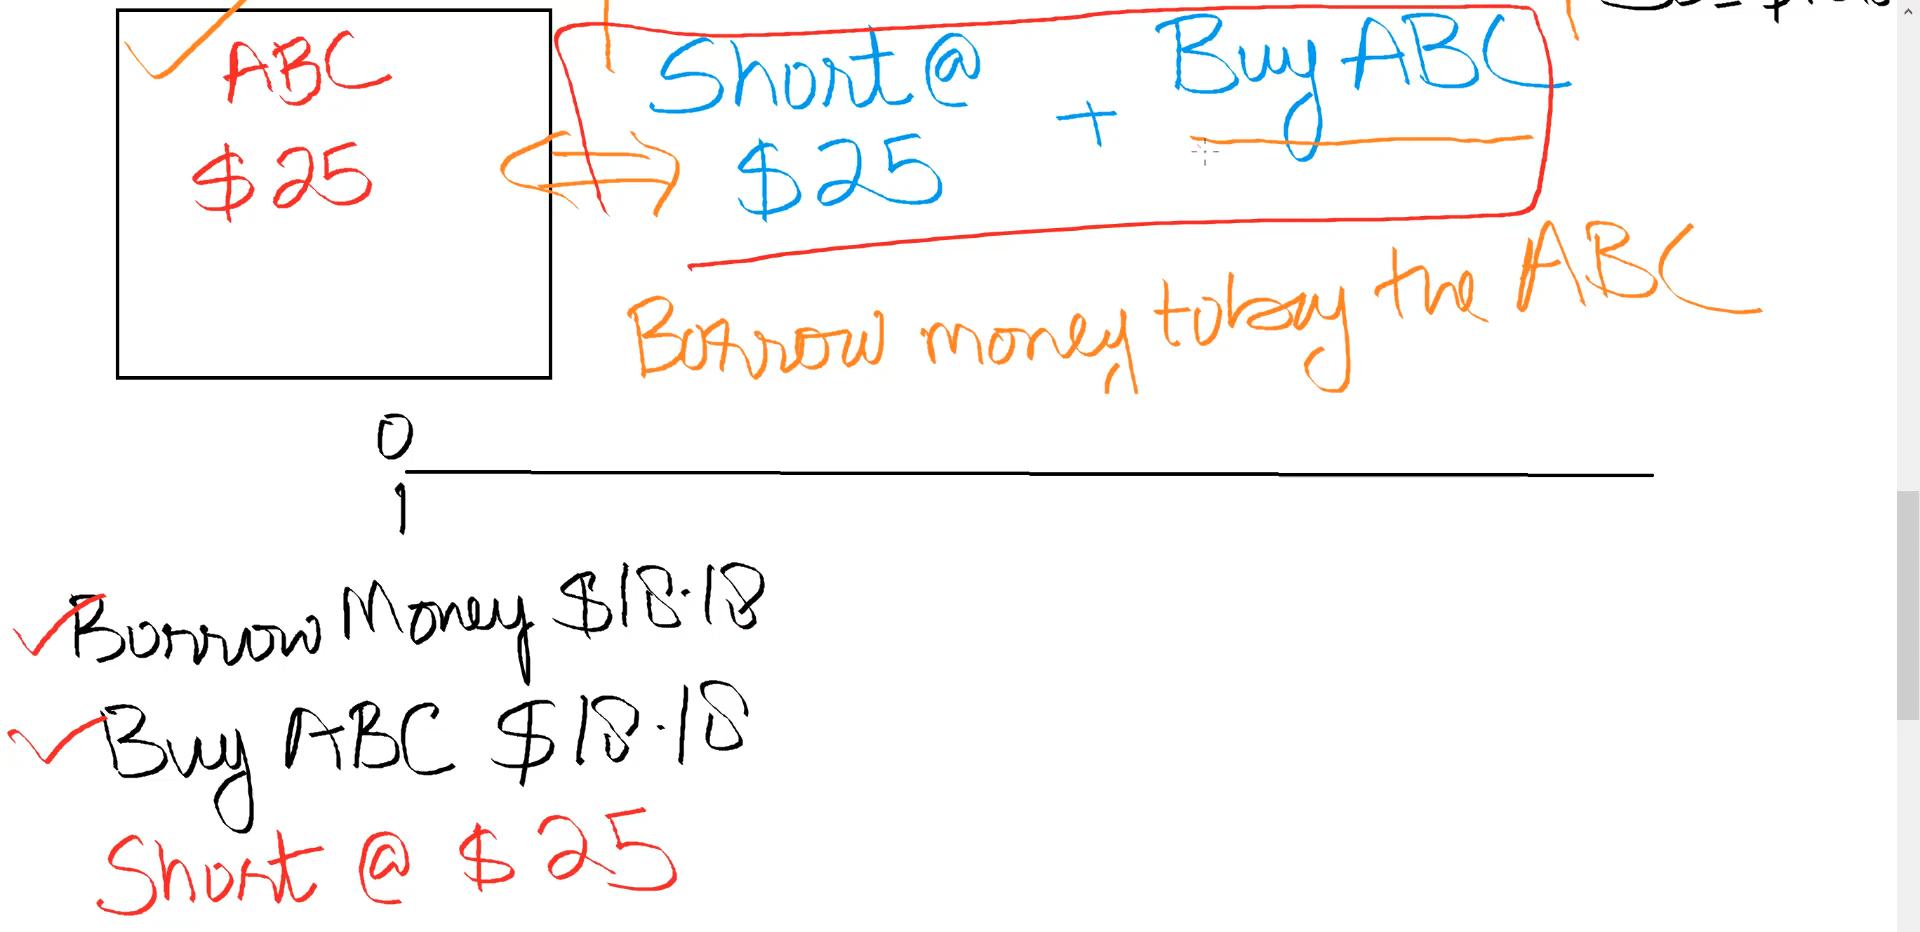 ABC
$25
Short @
$25
+
Buy ABC
Borrow money to buy the ABC
0
1
Borrow Money $18.18
Buy ABC $18.18
Short @ $25